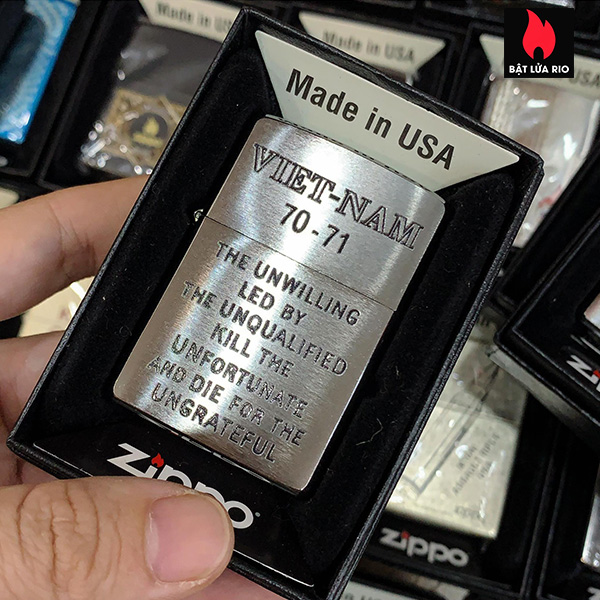 BẬT LỬA RIO
Made in USA
VIET-NAM
70-71
THE UNWILLING
LED BY
THE UNQUALIFIED
KILL THE
UNFORTUNATE
AND DIE FOR THE
UNGRATEFUL
zippo
Made in USA
Made in USA
zippo
zippo